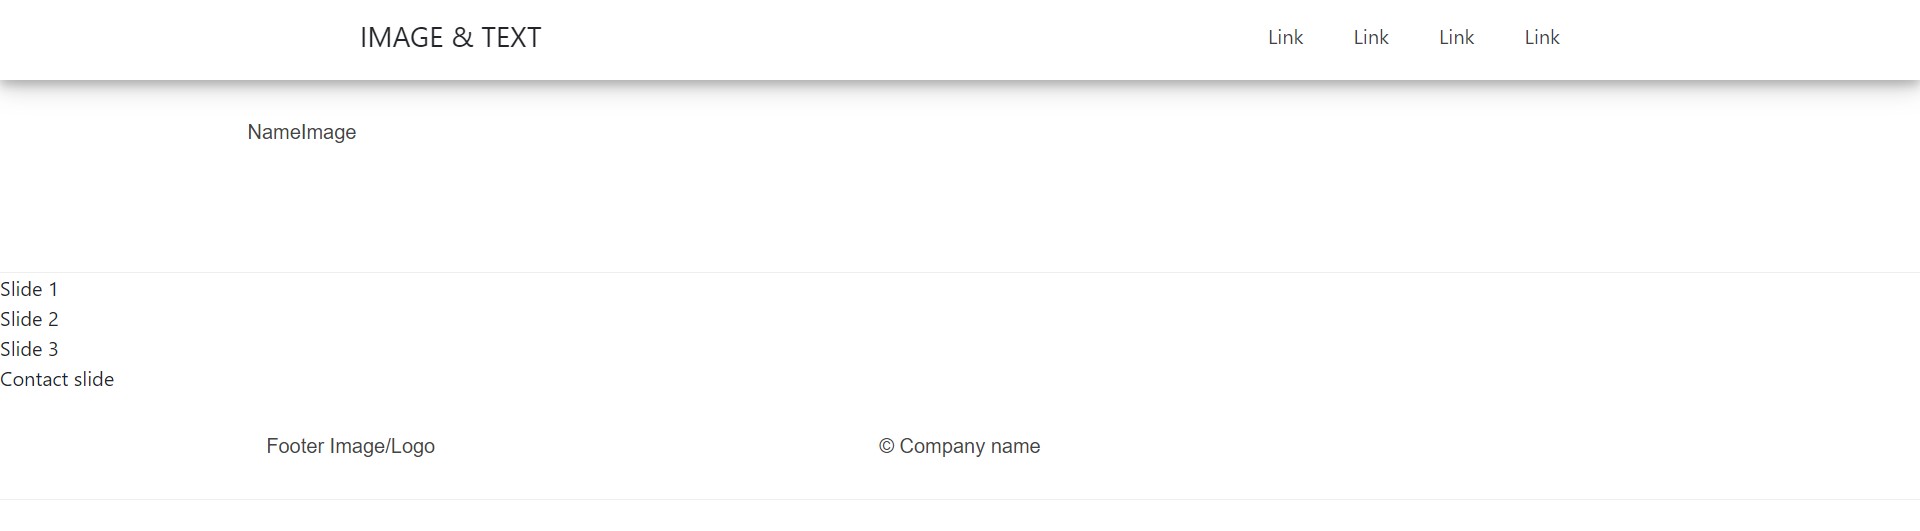 IMAGE & TEXT Link Link Link Link
NameImage
Slide 1
Slide 2
Slide 3
Contact slide
Footer Image/Logo © Company name